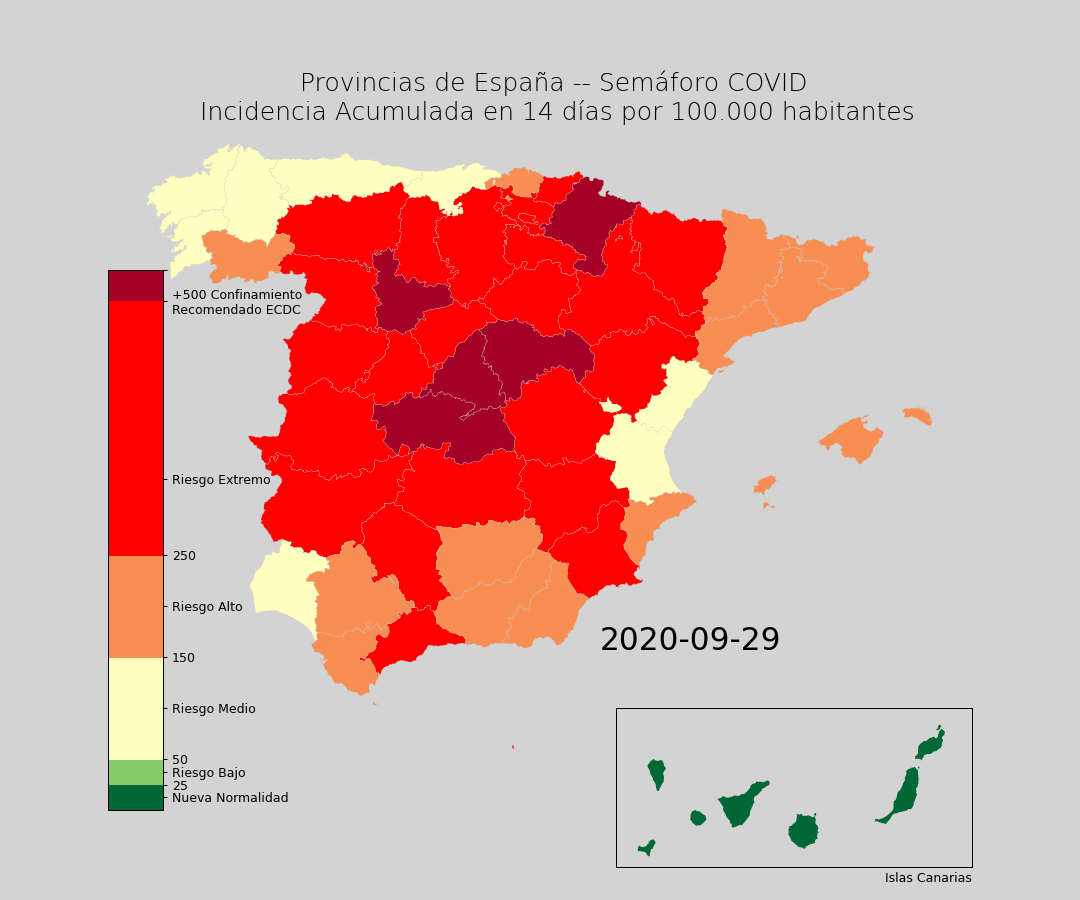 Provincias de España -- Semáforo COVID
Incidencia Acumulada en 14 días por 100.000 habitantes
+500 Confinamiento
Recomendado ECDC
Riesgo Extremo
250
Riesgo Alto
150
Riesgo Medio
50
Riesgo Bajo
25
Nueva Normalidad
2020-09-29
Islas Canarias